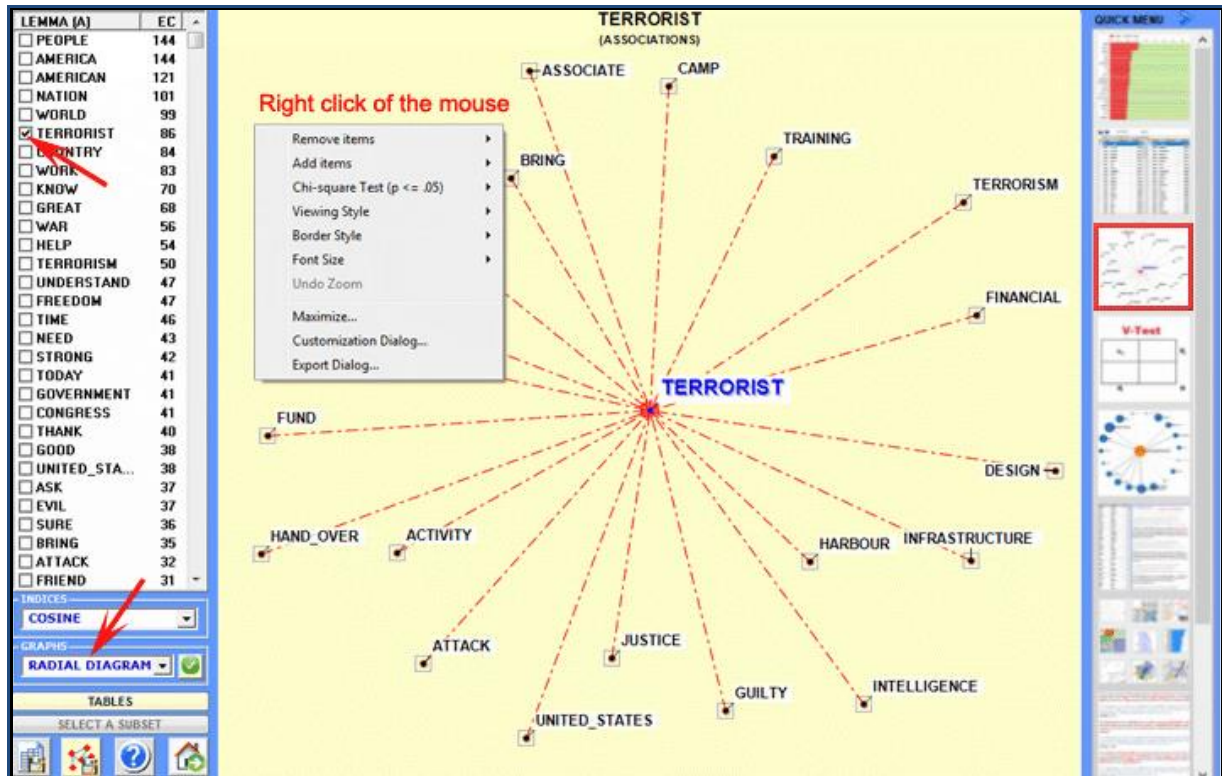 LEMMA (A) EC
PEOPLE 144
AMERICA 144
AMERICAN 121
NATION 101
WORLD 99
TERRORIST 86
COUNTRY 84
WORK 83
KNOW 70
GREAT 68
WAR 56
HELP 54
TERRORISM 50
UNDERSTAND 47
FREEDOM 47
TIME 46
NEED 43
STRONG 42
TODAY 41
GOVERNMENT 41
CONGRESS 41
THANK 40
GOOD 38
UNITED_STA... 38
ASK 37
EVIL 37
SURE 36
BRING 35
ATTACK 32
FRIEND 31
INDICES
COSINE
GRAPHS
RADIAL DIAGRAM
TABLES
SELECT A SUBSET
TERRORIST
(ASSOCIATIONS)
Right click of the mouse
Remove items
Add items
Chi-square Test (p <= .05)
Viewing Style
Border Style
Font Size
Undo Zoom
Maximize...
Customization Dialog...
Export Dialog...
ASSOCIATE
CAMP
TRAINING
BRING
TERRORISM
FINANCIAL
TERRORIST
FUND
DESIGN
HAND_OVER
ACTIVITY
HARBOUR
INFRASTRUCTURE
ATTACK
JUSTICE
GUILTY
INTELLIGENCE
UNITED_STATES
QUICK MENU
V-Test